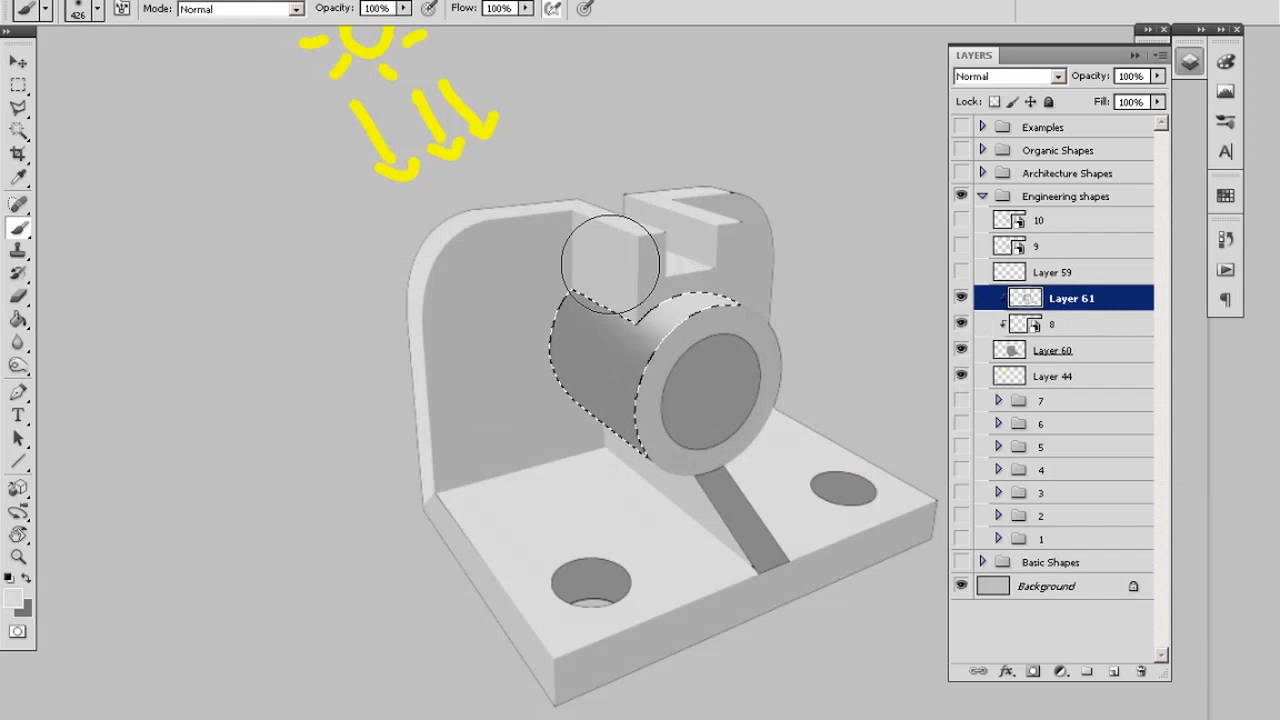 426
Mode: Normal
Opacity: 100%
Flow: 100%
LAYERS
Normal
Opacity: 100%
Lock:
Fill: 100%
Examples
Organic Shapes
Architecture Shapes
Engineering shapes
10
9
Layer 59
Layer 61
8
Layer 60
Layer 44
7
6
5
4
3
2
1
Basic Shapes
Background
fx